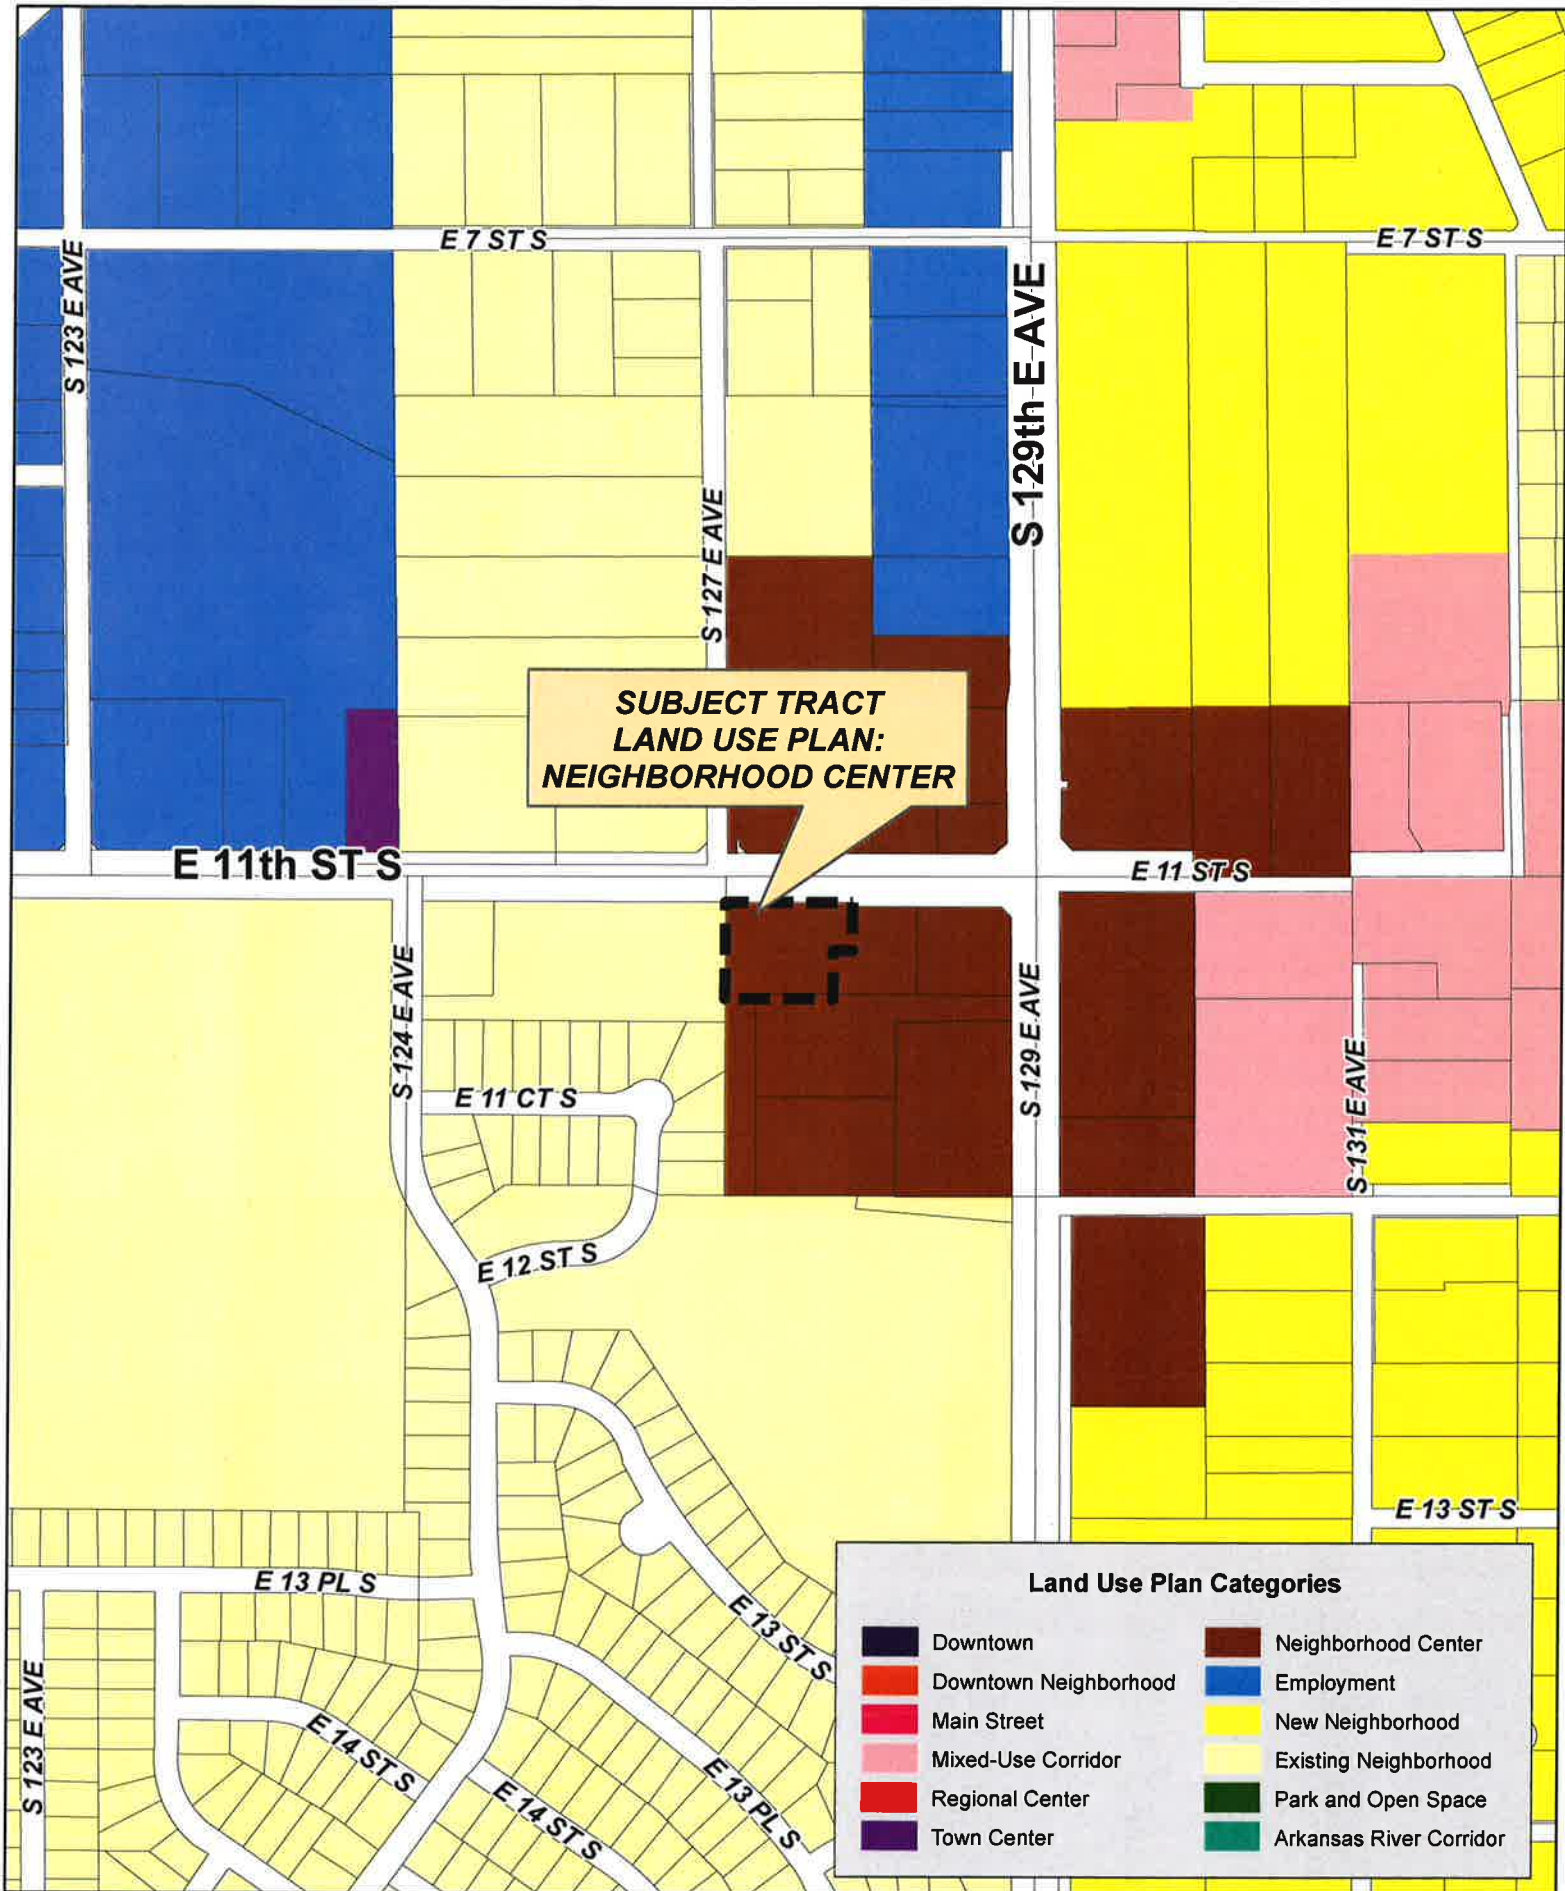 E 7 ST S
E 7 ST S
S 123 E AVE
S 129th E AVE
S 127 E AVE
SUBJECT TRACT
LAND USE PLAN:
NEIGHBORHOOD CENTER
E 11th ST S
E 11 ST S
S 124 E AVE
S 129 E AVE
E 11 CT S
S 131 E AVE
E 12 ST S
E 13 ST S
E 13 PL S
E 13 ST S
S 123 E AVE
E 14 ST S
E 14 ST S
E 13 PL S
Land Use Plan Categories
Downtown
Downtown Neighborhood
Main Street
Mixed-Use Corridor
Regional Center
Town Center
Neighborhood Center
Employment
New Neighborhood
Existing Neighborhood
Park and Open Space
Arkansas River Corridor